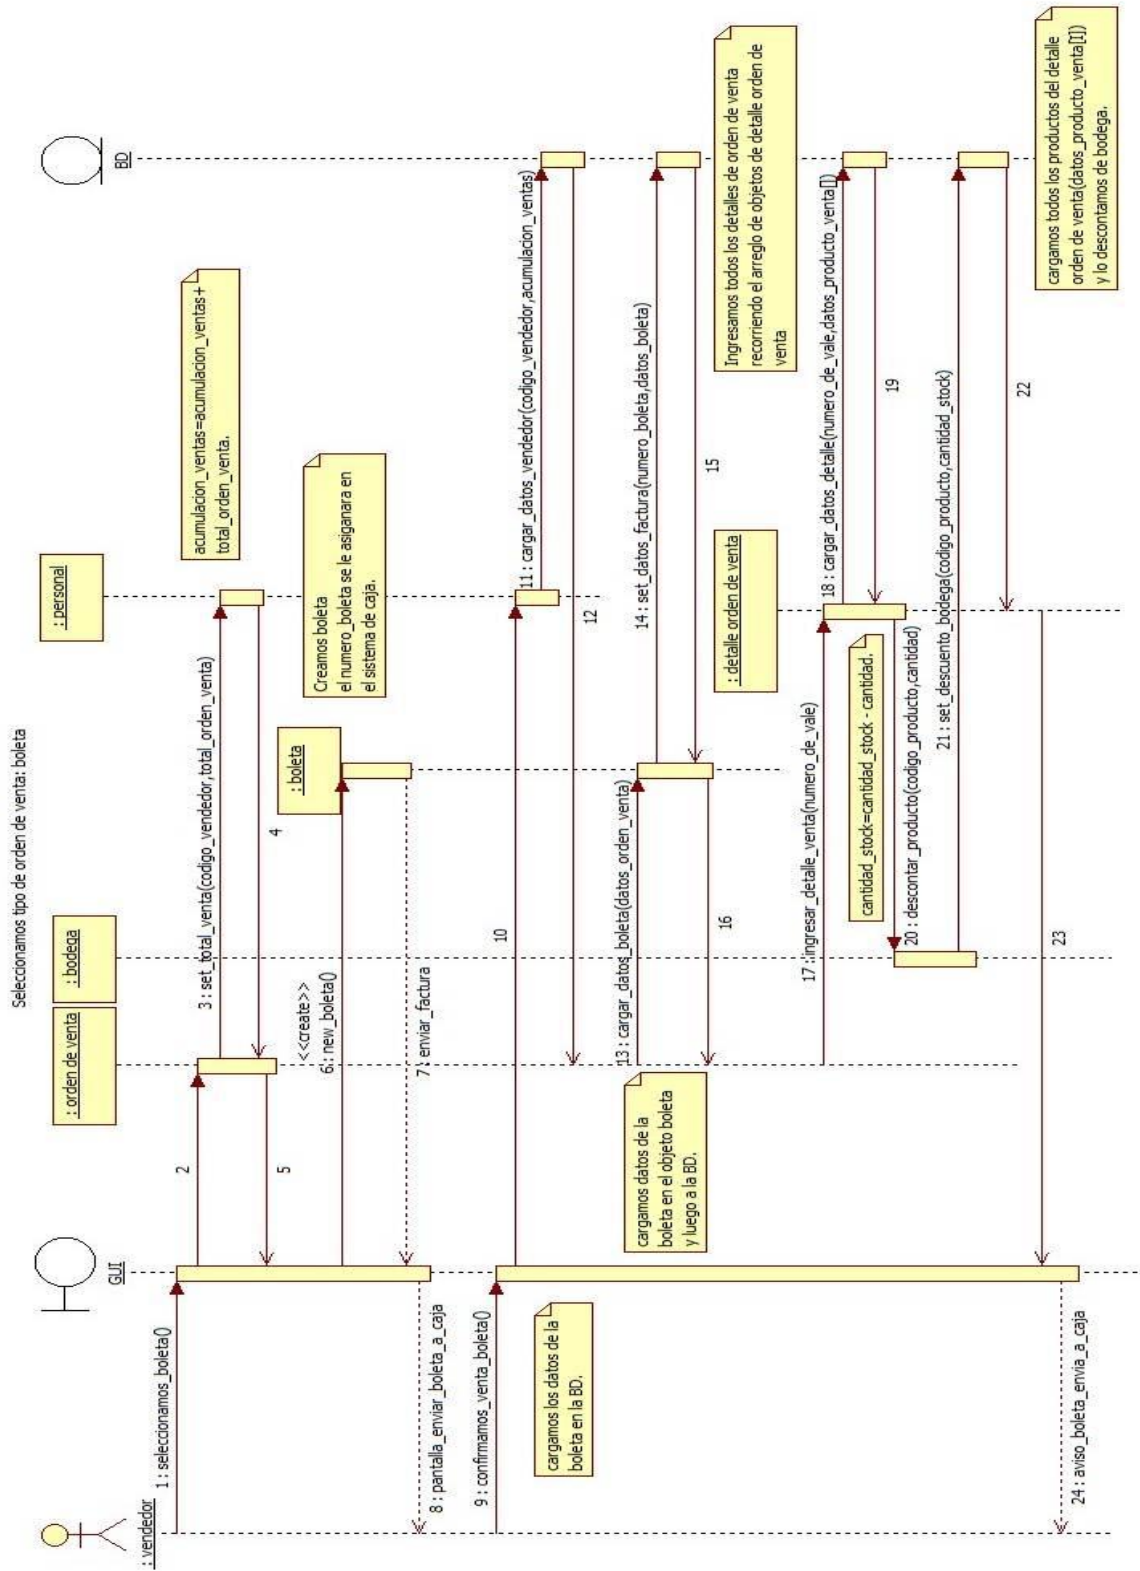 Seleccionamos tipo de orden de venta: boleta
: vendedor
GUI
: orden de venta
: bodega
: personal
BD
1 : seleccionamos_boleta()
2
3 : set_total_venta(codigo_vendedor,total_orden_venta)
acumulacion_ventas=acumulacion_ventas+
total_orden_venta.
4
5
: boleta
<<create>>
6 : new_boleta()
Creamos boleta
el numero_boleta se le asiganara en
el sistema de caja.
7 : enviar_factura
8 : pantalla_enviar_boleta_a_caja
9 : confirmamos_venta_boleta()
cargamos los datos de la
boleta en la BD.
10
11 : cargar_datos_vendedor(codigo_vendedor,acumulacion_ventas)
12
13 : cargar_datos_boleta(datos_orden_venta)
cargamos datos de la
boleta en el objeto boleta
y luego a la BD.
14 : set_datos_factura(numero_boleta,datos_boleta)
15
16
: detalle orden de venta
Ingresamos todos los detalles de orden de venta
recorriendo el arreglo de objetos de detalle orden de
venta
17 : ingresar_detalle_venta(numero_de_vale)
18 : cargar_datos_detalle(numero_de_vale,datos_producto_venta[])
19
cantidad_stock=cantidad_stock - cantidad.
20 : descontar_producto(codigo_producto,cantidad)
21 : set_descuento_bodega(codigo_producto,cantidad_stock)
22
cargamos todos los productos del detalle
orden de venta(datos_producto_venta[I])
y lo descontamos de bodega.
23
24 : aviso_boleta_envia_a_caja